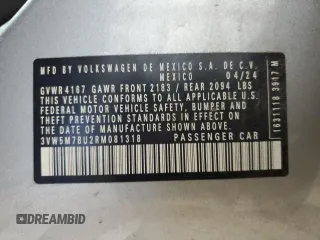 MFD. BY VOLKSWAGEN DE MEXICO S.A. DE C.V.
MEXICO 04/24
GVWR 4167 GAWR FRONT 2183 / REAR 2094 LBS
THIS VEHICLE CONFORMS TO ALL APPLICABLE U.S.
FEDERAL MOTOR VEHICLE SAFETY, BUMPER AND
THEFT PREVENTION STANDARDS IN EFFECT ON THE
DATE OF MANUFACTURE SHOWN ABOVE.
3VW5M7BU2RM081318 PASSENGER CAR
1631118 3917 M
DREAMBID